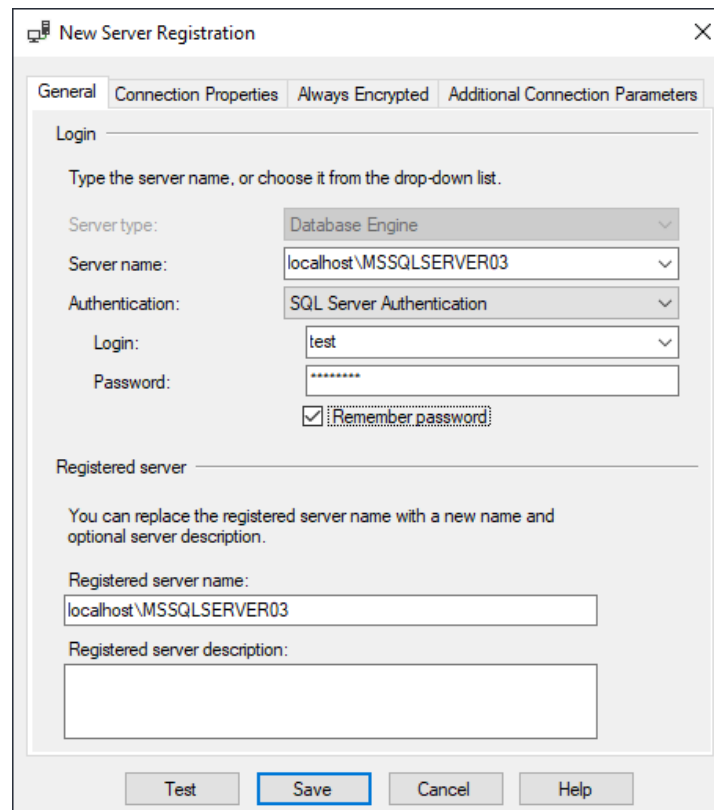 New Server Registration
General Connection Properties Always Encrypted Additional Connection Parameters
Login
Type the server name, or choose it from the drop-down list.
Server type: Database Engine
Server name: localhost\MSSQLSERVER03
Authentication: SQL Server Authentication
Login: test
Password: ********
Remember password
Registered server
You can replace the registered server name with a new name and
optional server description.
Registered server name:
localhost\MSSQLSERVER03
Registered server description:
Test Save Cancel Help